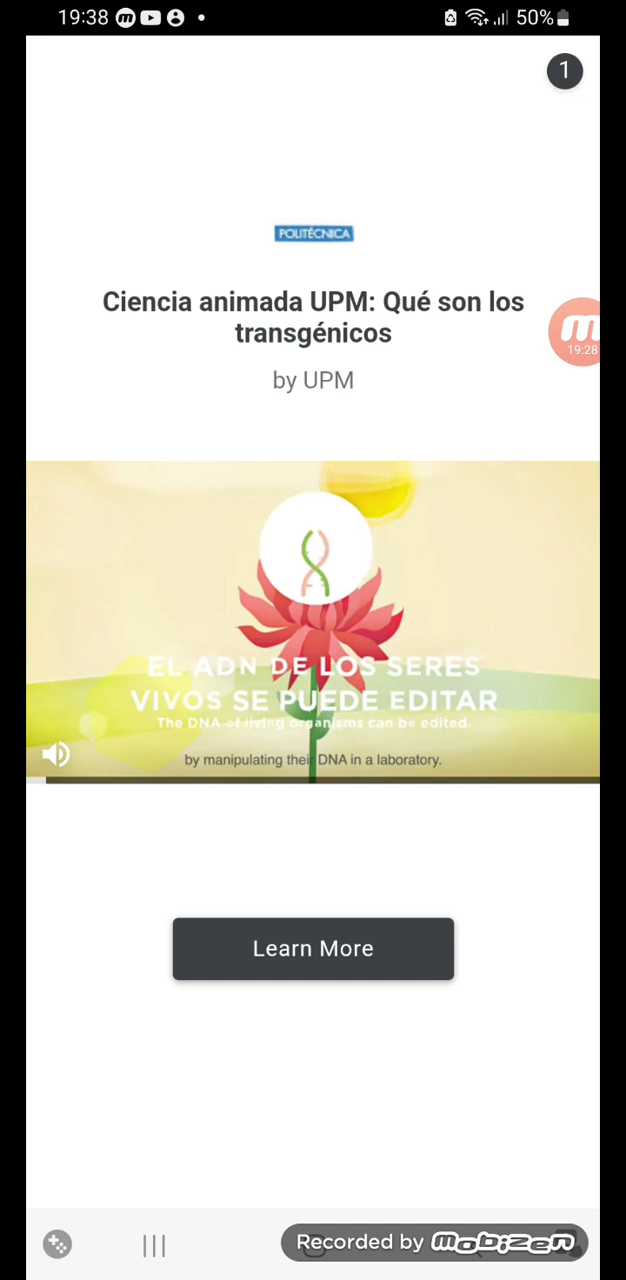 19:38
50%
1
POLITÉCNICA
Ciencia animada UPM: Qué son los
transgénicos
by UPM
m
19:28
EL ADN DE LOS SERES
VIVOS SE PUEDE EDITAR
The DNA of living organisms can be edited.
by manipulating their DNA in a laboratory.
Learn More
Recorded by mobizen